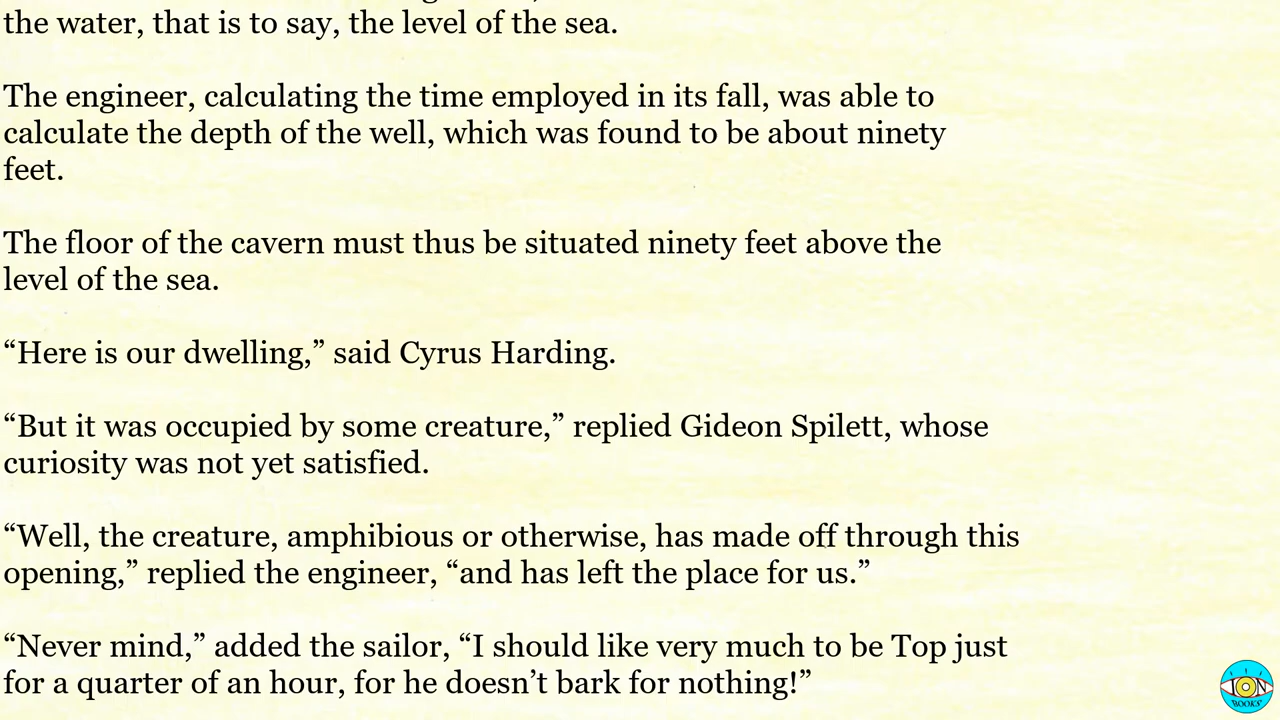 the water, that is to say, the level of the sea.
The engineer, calculating the time employed in its fall, was able to
calculate the depth of the well, which was found to be about ninety
feet.
The floor of the cavern must thus be situated ninety feet above the
level of the sea.
“Here is our dwelling,” said Cyrus Harding.
“But it was occupied by some creature,” replied Gideon Spilett, whose
curiosity was not yet satisfied.
“Well, the creature, amphibious or otherwise, has made off through this
opening,” replied the engineer, “and has left the place for us.”
“Never mind,” added the sailor, “I should like very much to be Top just
for a quarter of an hour, for he doesn’t bark for nothing!”
ION
BOOKS